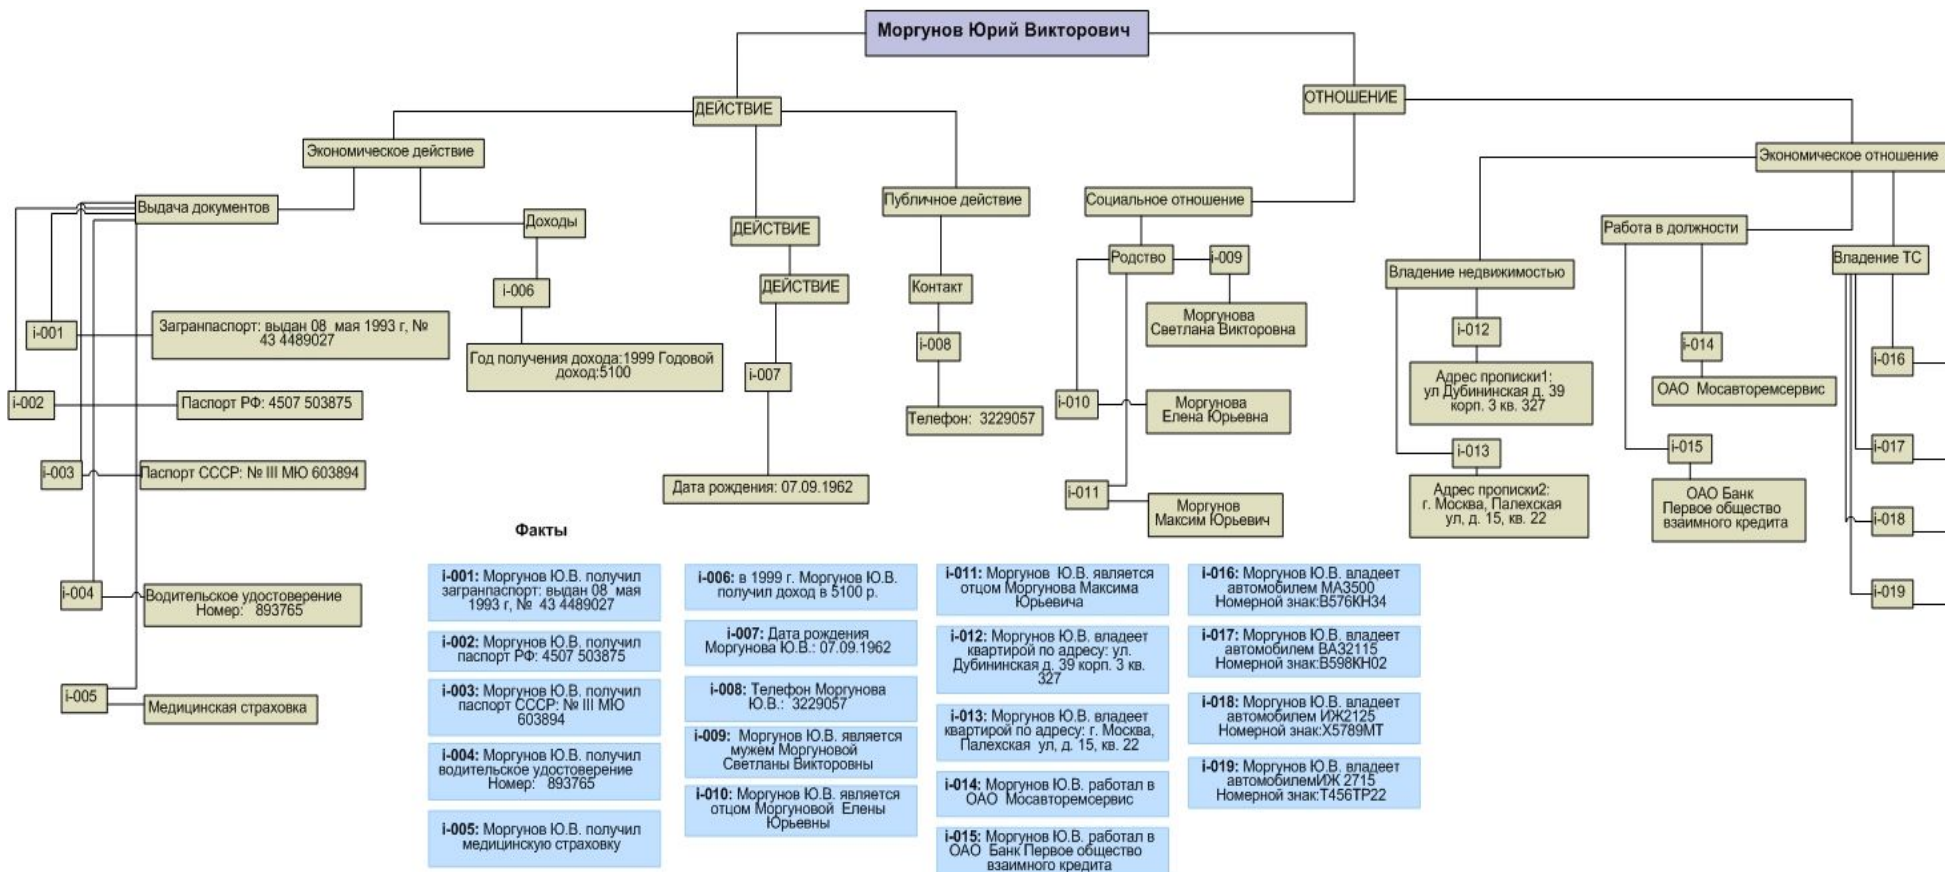 Моргунов Юрий Викторович
ДЕЙСТВИЕ
ОТНОШЕНИЕ
Экономическое действие
Экономическое отношение
Выдача документов
Доходы
ДЕЙСТВИЕ
ДЕЙСТВИЕ
Публичное действие
Контакт
Социальное отношение
Родство
i-009
Моргунова
Светлана Викторовна
Владение недвижимостью
Работа в должности
Владение ТС
i-001
Загранпаспорт: выдан 08 мая 1993 г, №
43 4489027
i-002
Паспорт РФ: 4507 503875
i-003
Паспорт СССР: № III МЮ 603894
i-004
Водительское удостоверение
Номер: 893765
i-005
Медицинская страховка
i-006
Год получения дохода:1999 Годовой
доход:5100
i-007
Дата рождения: 07.09.1962
i-008
Телефон: 3229057
i-010
Моргунова
Елена Юрьевна
i-011
Моргунов
Максим Юрьевич
i-012
Адрес прописки1:
ул Дубининская д. 39
корп. 3 кв. 327
i-013
Адрес прописки2:
г. Москва, Палехская
ул, д. 15, кв. 22
i-014
ОАО Мосавторемсервис
i-015
ОАО Банк
Первое общество
взаимного кредита
i-016
i-017
i-018
i-019
Факты
i-001: Моргунов Ю.В. получил
загранпаспорт: выдан 08 мая
1993 г, № 43 4489027
i-002: Моргунов Ю.В. получил
паспорт РФ: 4507 503875
i-003: Моргунов Ю.В. получил
паспорт СССР: № III МЮ
603894
i-004: Моргунов Ю.В. получил
водительское удостоверение
Номер: 893765
i-005: Моргунов Ю.В. получил
медицинскую страховку
i-006: в 1999 г. Моргунов Ю.В.
получил доход в 5100 р.
i-007: Дата рождения
Моргунова Ю.В.: 07.09.1962
i-008: Телефон Моргунова
Ю.В.: 3229057
i-009: Моргунов Ю.В. является
мужем Моргуновой
Светланы Викторовны
i-010: Моргунов Ю.В. является
отцом Моргуновой Елены
Юрьевны
i-011: Моргунов Ю.В. является
отцом Моргунова Максима
Юрьевича
i-012: Моргунов Ю.В. владеет
квартирой по адресу: ул.
Дубининская д. 39 корп. 3 кв.
327
i-013: Моргунов Ю.В. владеет
квартирой по адресу: г. Москва,
Палехская ул, д. 15, кв. 22
i-014: Моргунов Ю.В. работал в
ОАО Мосавторемсервис
i-015: Моргунов Ю.В. работал в
ОАО Банк Первое общество
взаимного кредита
i-016: Моргунов Ю.В. владеет
автомобилем МА3500
Номерной знак:В576КН34
i-017: Моргунов Ю.В. владеет
автомобилем ВА32115
Номерной знак:В598КН02
i-018: Моргунов Ю.В. владеет
автомобилем ИЖ2125
Номерной знак:Х5789МТ
i-019: Моргунов Ю.В. владеет
автомобилемИЖ 2715
Номерной знак:Т456ТР22